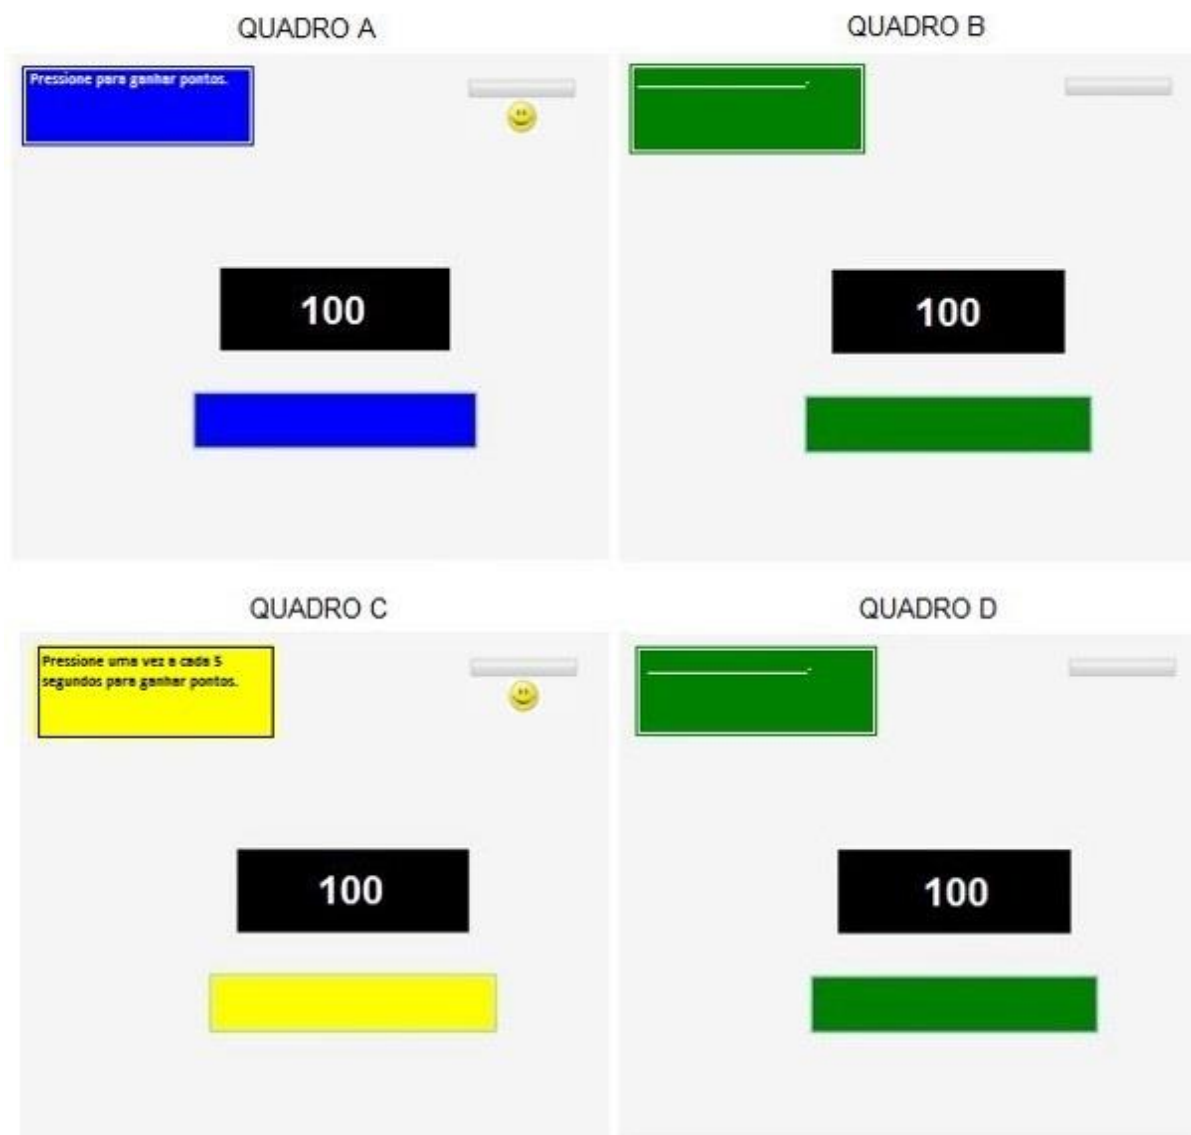 QUADRO A
QUADRO B
Pressione para ganhar pontos.
100
100
QUADRO C
QUADRO D
Pressione uma vez a cada 5
segundos para ganhar pontos.
100
100